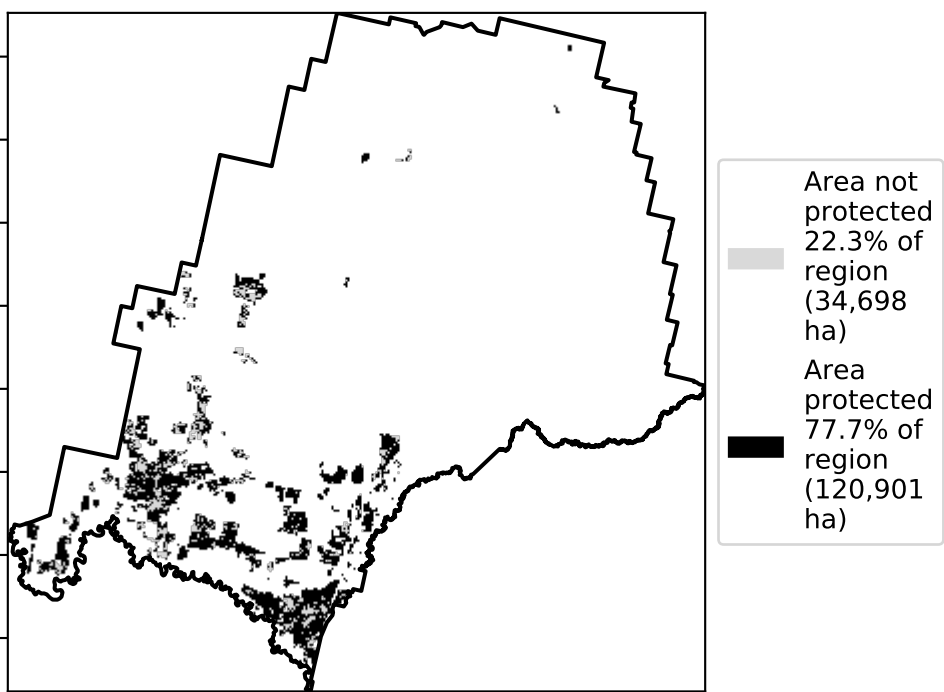 Area not
protected
22.3% of
region
(34,698
ha)
Area
protected
77.7% of
region
(120,901
ha)